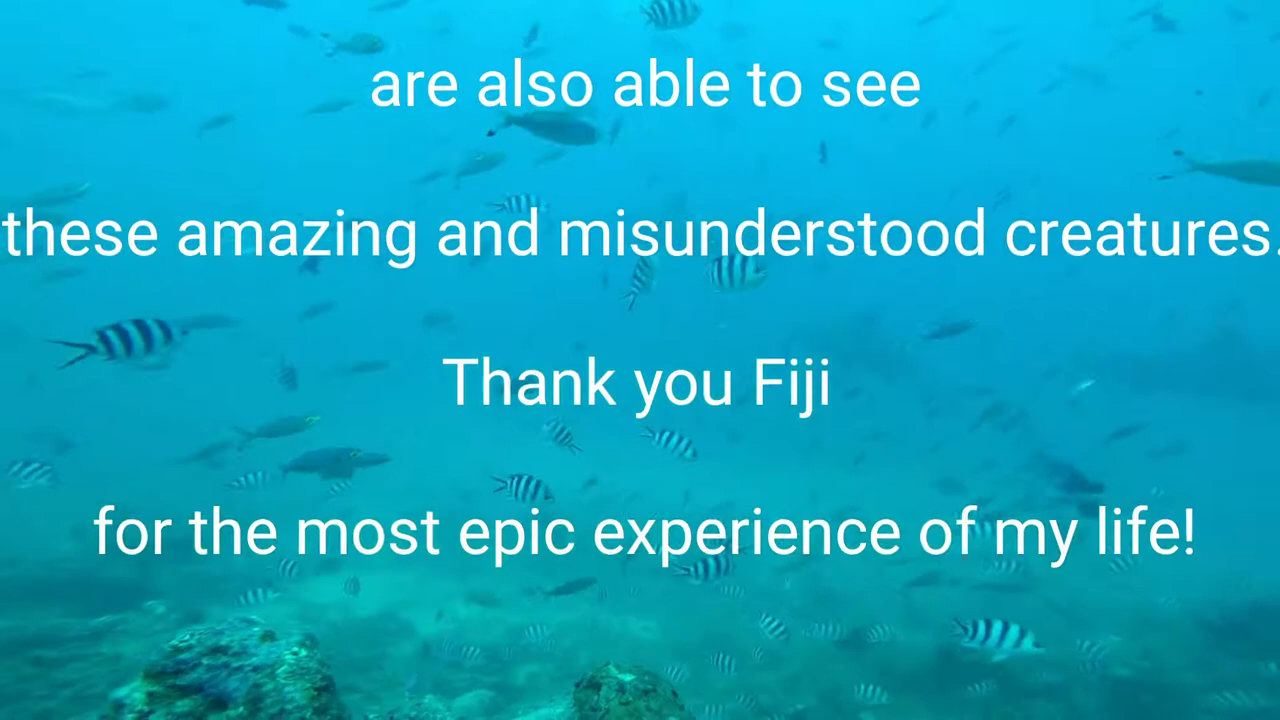 are also able to see
these amazing and misunderstood creatures.
Thank you Fiji
for the most epic experience of my life!